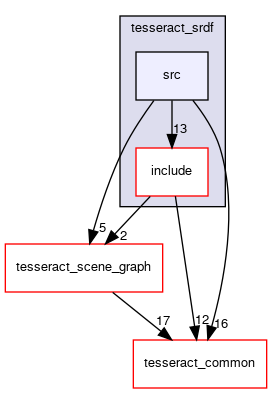 tesseract_srdf
src
13
include
5
2
tesseract_scene_graph
17
12
16
tesseract_common